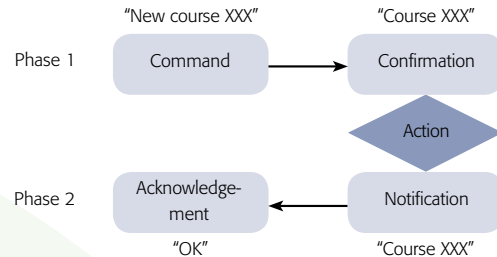 “New course XXX” “Course XXX”
Phase 1 Command Confirmation
Action
Phase 2 Acknowledge-
ment Notification
“OK” “Course XXX”